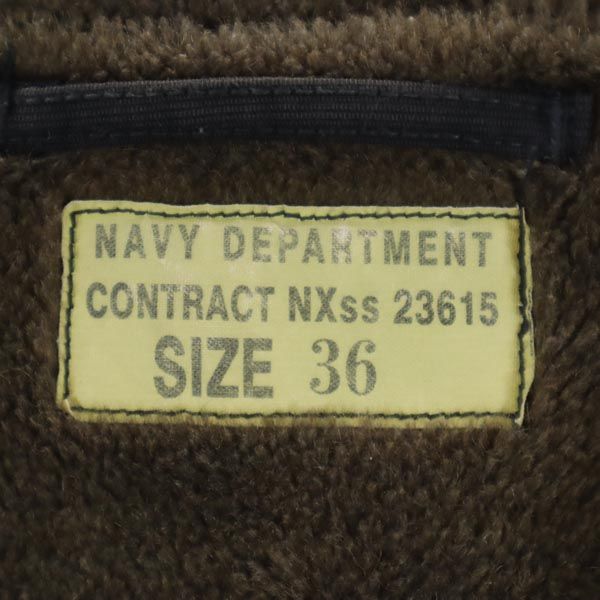 NAVY DEPARTMENT
CONTRACT NXss 23615
SIZE 36